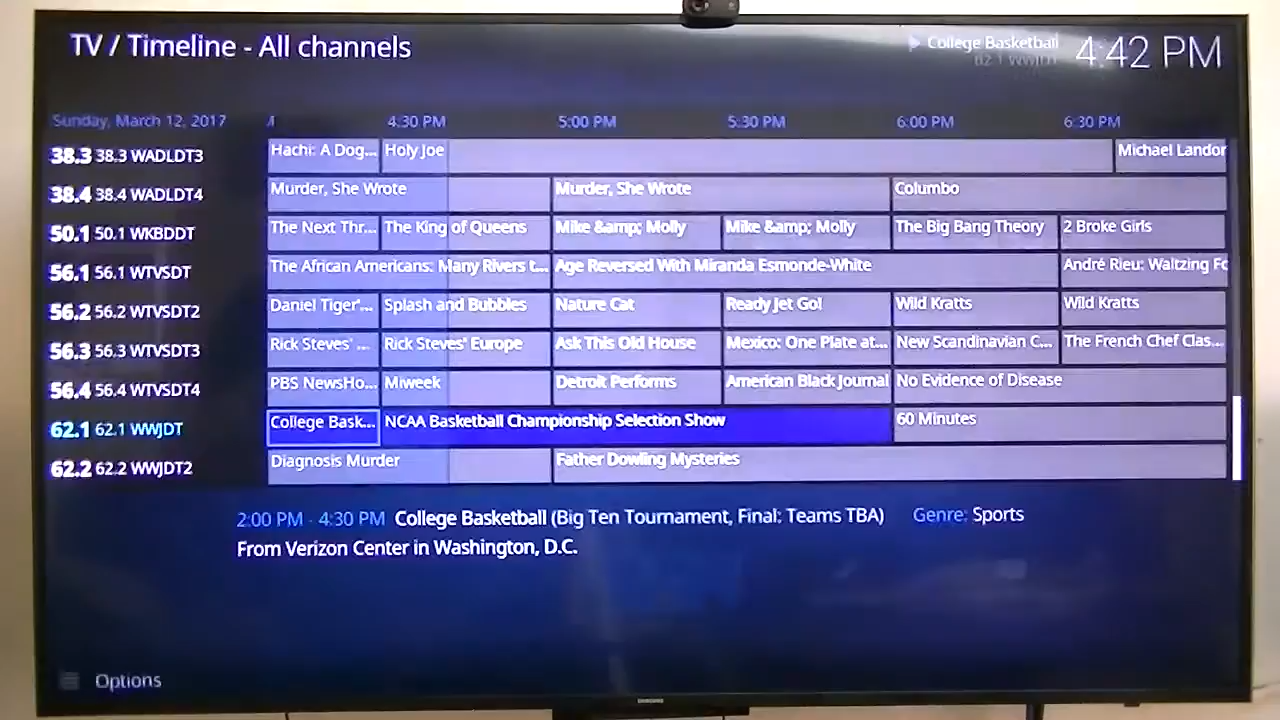 TV / Timeline - All channels
College Basketball
62.1 WWJDT
4:42 PM
Sunday, March 12, 2017
4:30 PM 5:00 PM 5:30 PM 6:00 PM 6:30 PM
38.3 38.3 WADLDT3 Hachi: A Dog... Holy Joe Michael Landon
38.4 38.4 WADLDT4 Murder, She Wrote Murder, She Wrote Columbo
50.1 50.1 WKBDDT The Next Thr... The King of Queens Mike &amp; Molly Mike &amp; Molly The Big Bang Theory 2 Broke Girls
56.1 56.1 WTVSDT The African Americans: Many Rivers t... Age Reversed With Miranda Esmonde-White André Rieu: Waltzing Fo
56.2 56.2 WTVSDT2 Daniel Tiger'... Splash and Bubbles Nature Cat Ready Jet Go! Wild Kratts Wild Kratts
56.3 56.3 WTVSDT3 Rick Steves' ... Rick Steves' Europe Ask This Old House Mexico: One Plate at... New Scandinavian C... The French Chef Clas...
56.4 56.4 WTVSDT4 PBS NewsHo... Miweek Detroit Performs American Black Journal No Evidence of Disease
62.1 62.1 WWJDT College Bask... NCAA Basketball Championship Selection Show 60 Minutes
62.2 62.2 WWJDT2 Diagnosis Murder Father Dowling Mysteries
2:00 PM - 4:30 PM College Basketball (Big Ten Tournament, Final: Teams TBA) Genre: Sports
From Verizon Center in Washington, D.C.
Options
SAMSUNG